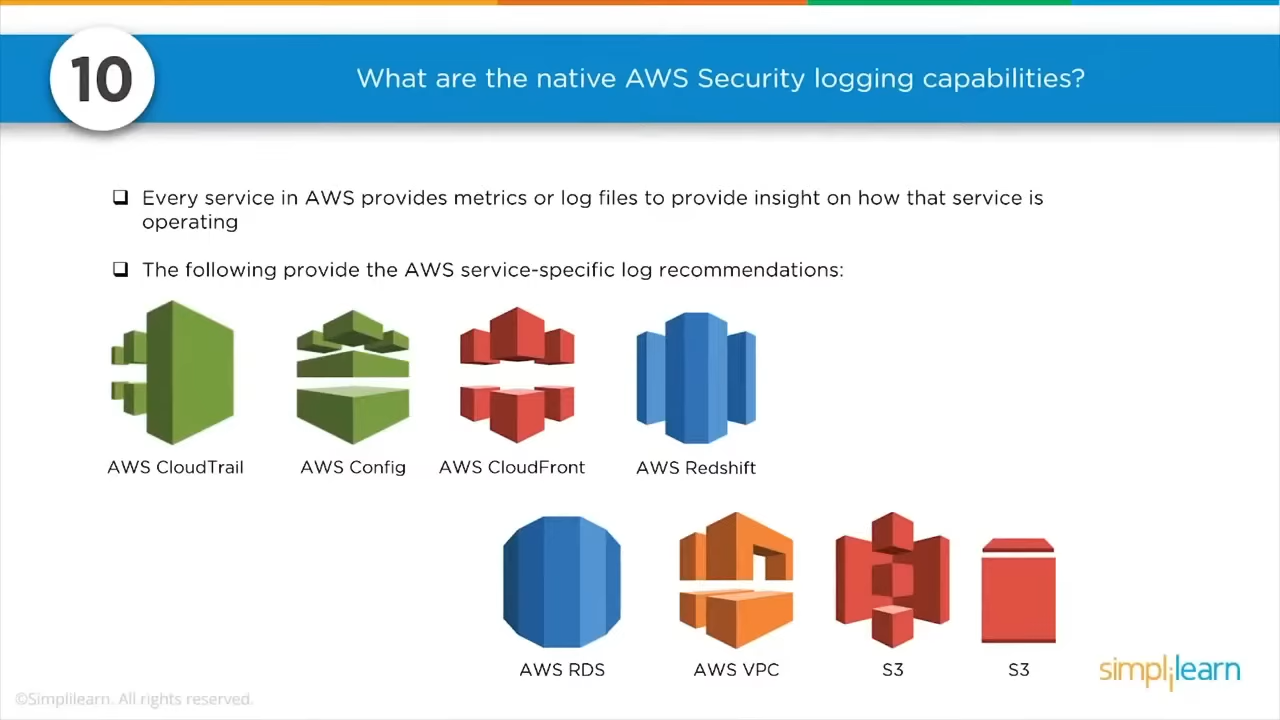 10
What are the native AWS Security logging capabilities?
Every service in AWS provides metrics or log files to provide insight on how that service is
operating
The following provide the AWS service-specific log recommendations:
AWS CloudTrail
AWS Config
AWS CloudFront
AWS Redshift
AWS RDS
AWS VPC
S3
S3
simplilearn
©Simplilearn. All rights reserved.